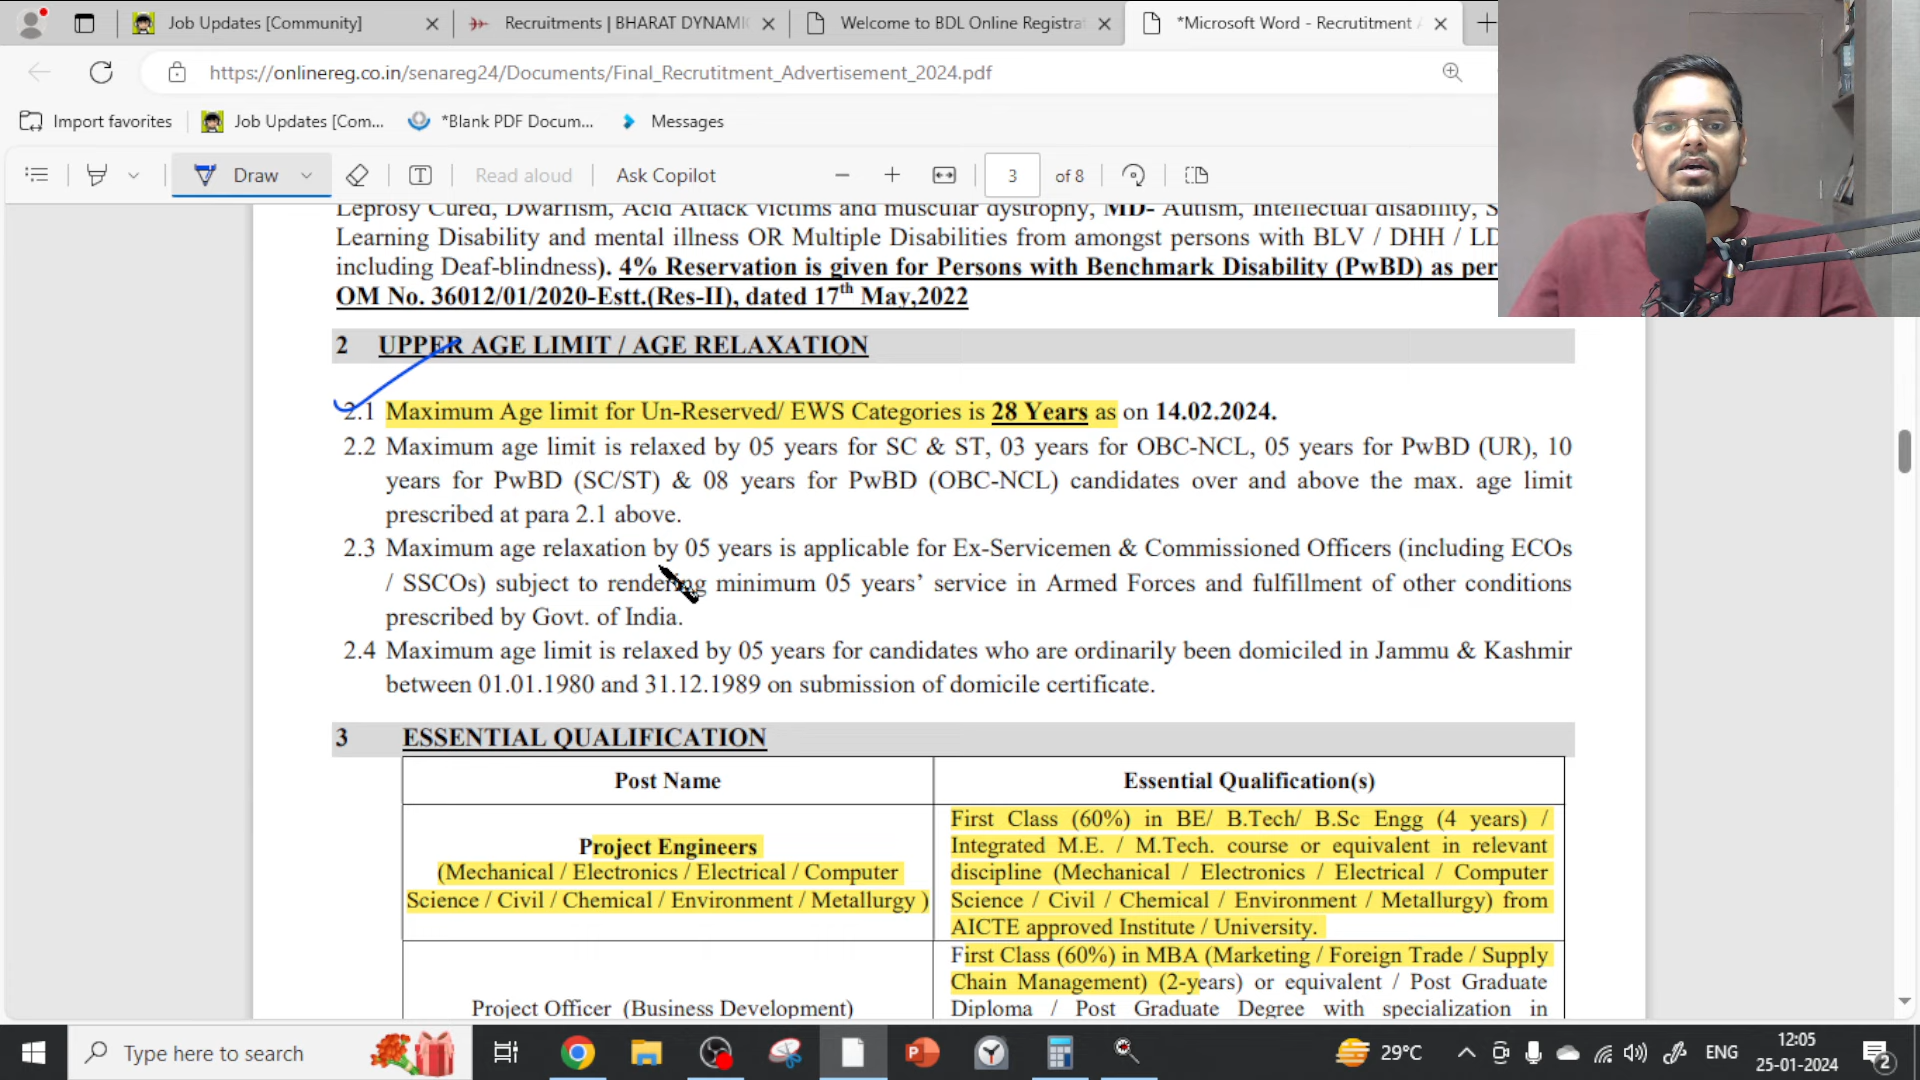 Job Updates [Community]
Recruitments | BHARAT DYNAMI
Welcome to BDL Online Registra
*Microsoft Word - Recrutitment A
https://onlinereg.co.in/senareg24/Documents/Final_Recrutitment_Advertisement_2024.pdf
Import favorites
Job Updates [Com...
*Blank PDF Docum...
Messages
Draw
Read aloud
Ask Copilot
3
of 8
Leprosy Cured, Dwarfism, Acid Attack victims and muscular dystrophy, MD- Autism, Intellectual disability, S
Learning Disability and mental illness OR Multiple Disabilities from amongst persons with BLV / DHH / LD
including Deaf-blindness). 4% Reservation is given for Persons with Benchmark Disability (PwBD) as per
OM No. 36012/01/2020-Estt.(Res-II), dated 17th May,2022
2 UPPER AGE LIMIT / AGE RELAXATION
2.1 Maximum Age limit for Un-Reserved/ EWS Categories is 28 Years as on 14.02.2024.
2.2 Maximum age limit is relaxed by 05 years for SC & ST, 03 years for OBC-NCL, 05 years for PwBD (UR), 10
years for PwBD (SC/ST) & 08 years for PwBD (OBC-NCL) candidates over and above the max. age limit
prescribed at para 2.1 above.
2.3 Maximum age relaxation by 05 years is applicable for Ex-Servicemen & Commissioned Officers (including ECOs
/ SSCOs) subject to rendering minimum 05 years' service in Armed Forces and fulfillment of other conditions
prescribed by Govt. of India.
2.4 Maximum age limit is relaxed by 05 years for candidates who are ordinarily been domiciled in Jammu & Kashmir
between 01.01.1980 and 31.12.1989 on submission of domicile certificate.
3 ESSENTIAL QUALIFICATION
Post Name
Essential Qualification(s)
Project Engineers
(Mechanical / Electronics / Electrical / Computer
Science / Civil / Chemical / Environment / Metallurgy )
First Class (60%) in BE/ B.Tech/ B.Sc Engg (4 years) /
Integrated M.E. / M.Tech. course or equivalent in relevant
discipline (Mechanical / Electronics / Electrical / Computer
Science / Civil / Chemical / Environment / Metallurgy) from
AICTE approved Institute / University.
Project Officer (Business Development)
First Class (60%) in MBA (Marketing / Foreign Trade / Supply
Chain Management) (2-years) or equivalent / Post Graduate
Diploma / Post Graduate Degree with specialization in
Type here to search
29°C
ENG
12:05
25-01-2024
2